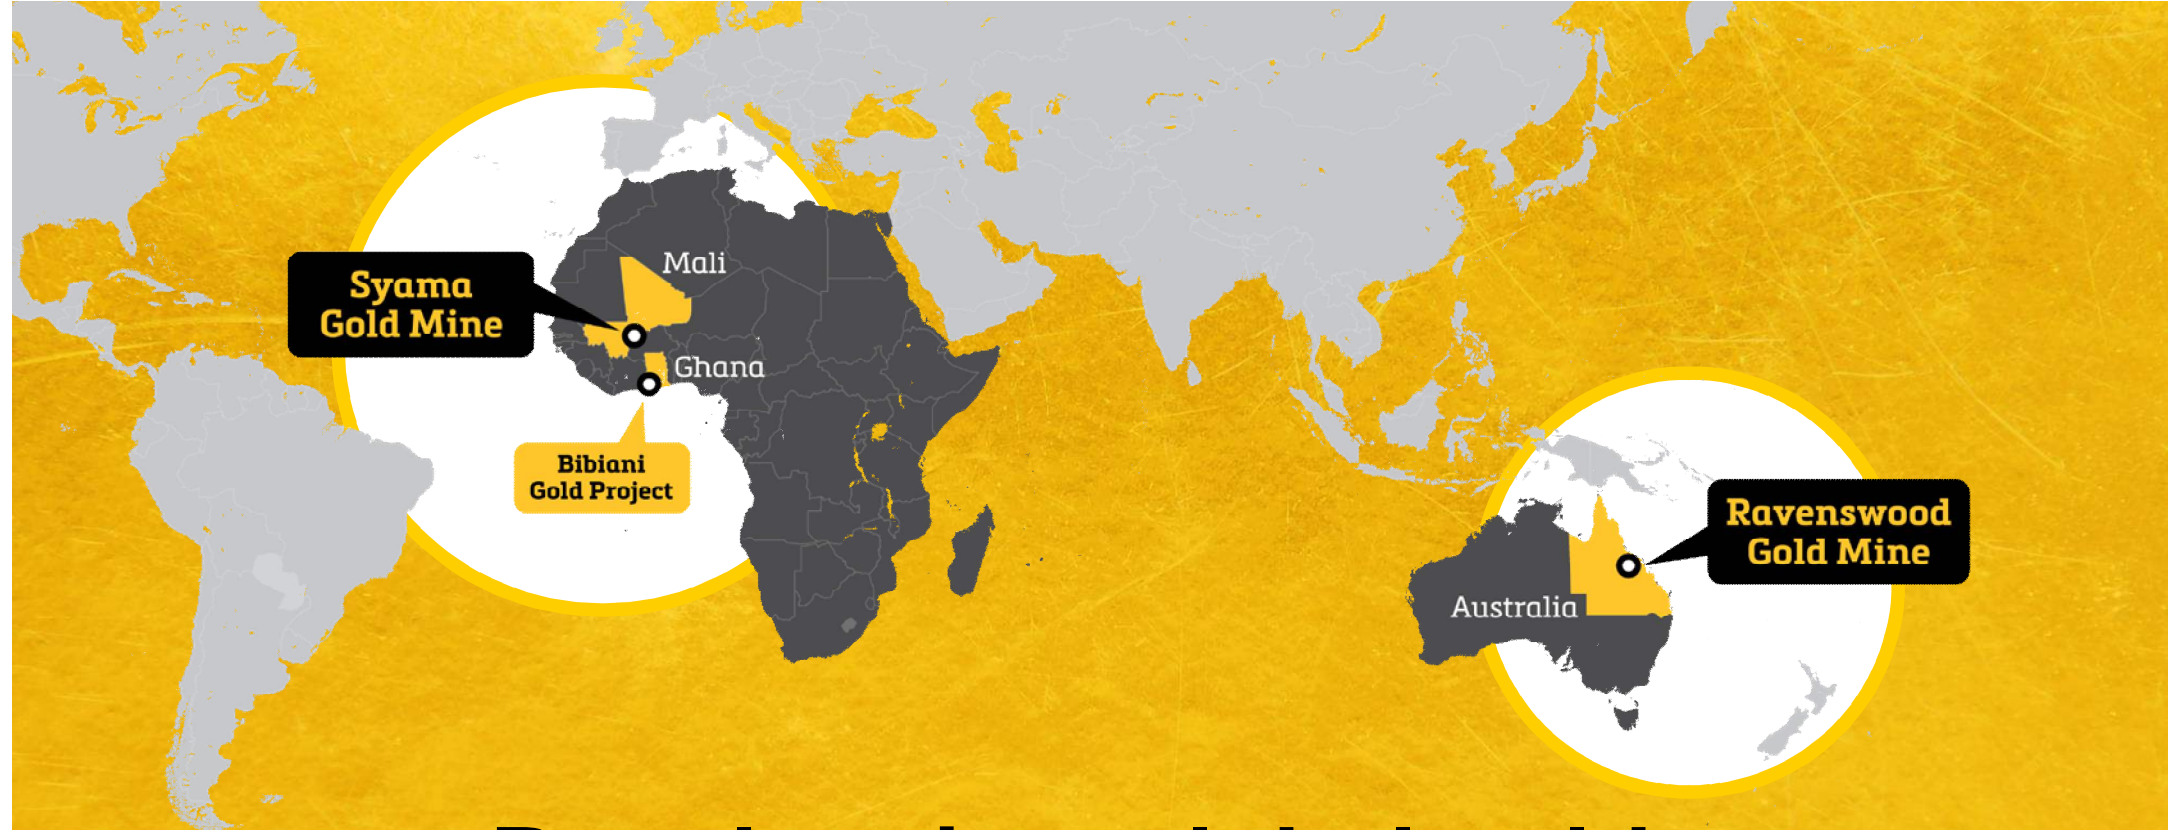 Mali
Syama
Gold Mine
Ghana
Bibiani
Gold Project
Ravenswood
Gold Mine
Australia